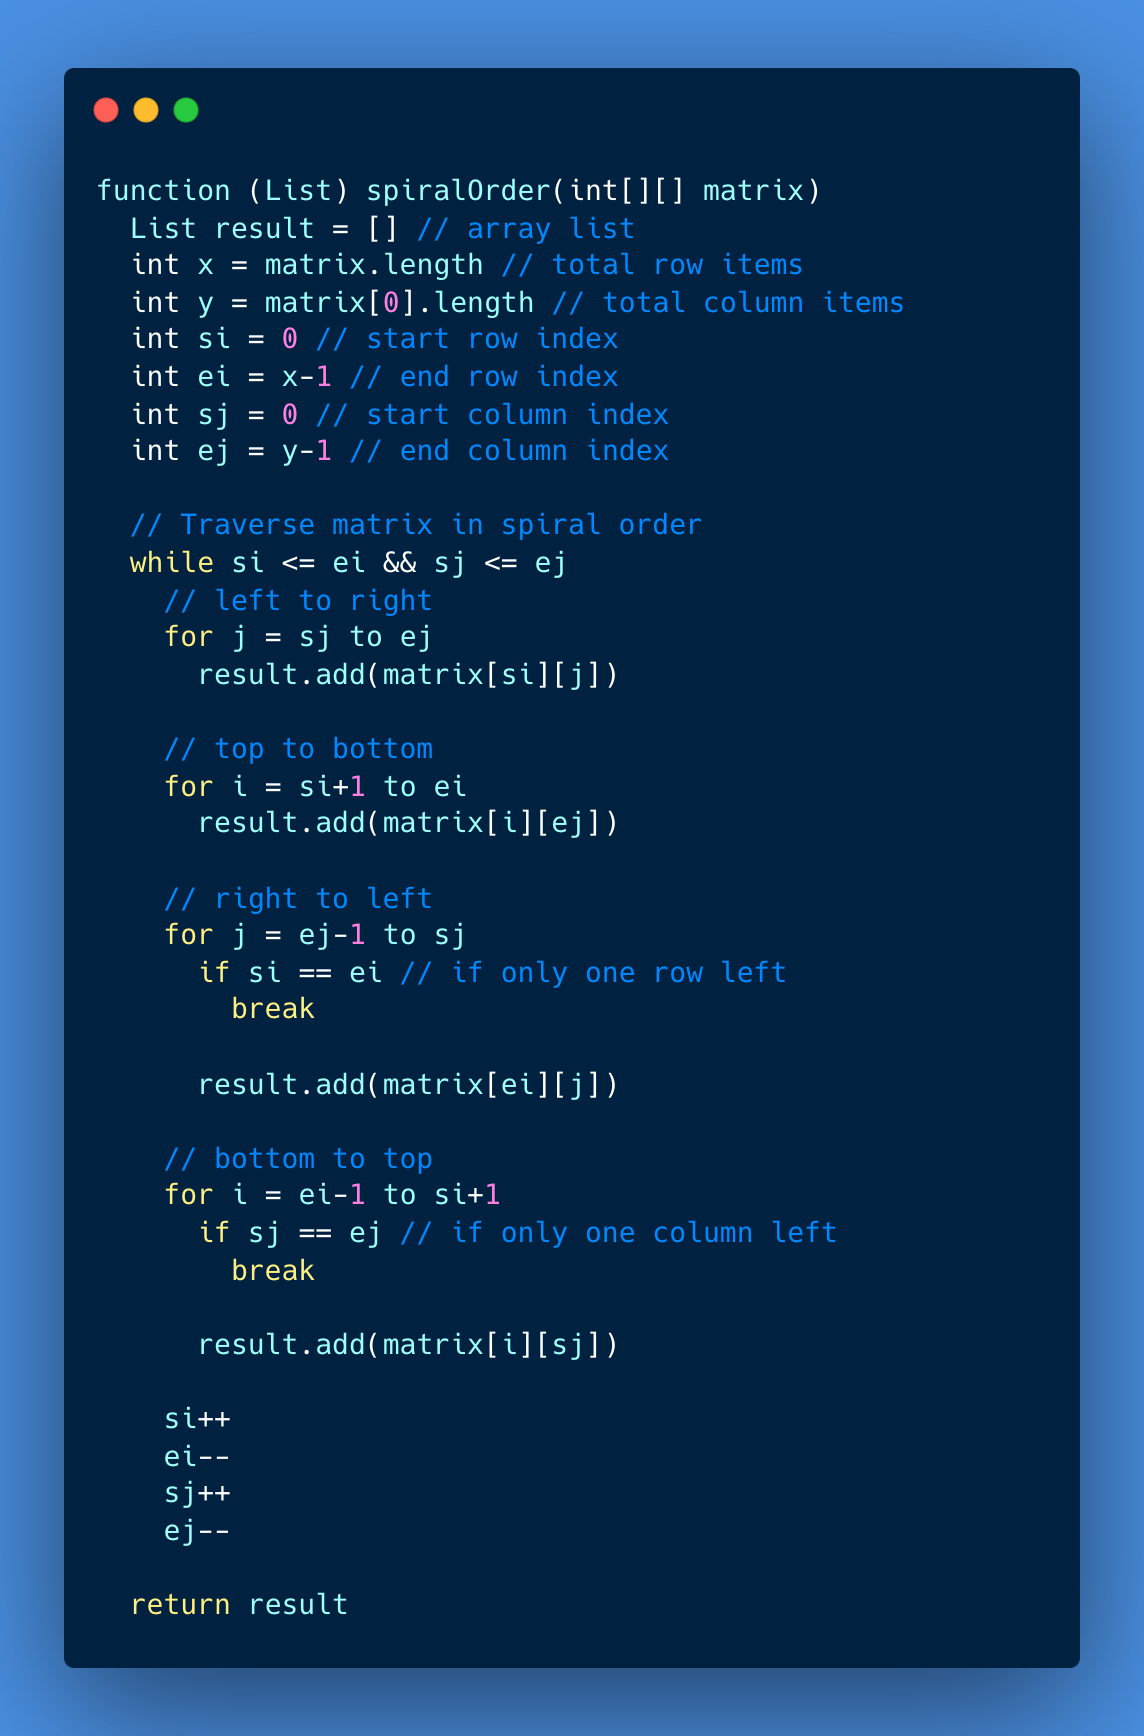 function (List) spiralOrder(int[][] matrix)
  List result = [] // array list
  int x = matrix.length // total row items
  int y = matrix[0].length // total column items
  int si = 0 // start row index
  int ei = x-1 // end row index
  int sj = 0 // start column index
  int ej = y-1 // end column index

  // Traverse matrix in spiral order
  while si <= ei && sj <= ej
    // left to right
    for j = sj to ej
      result.add(matrix[si][j])

    // top to bottom
    for i = si+1 to ei
      result.add(matrix[i][ej])

    // right to left
    for j = ej-1 to sj
      if si == ei // if only one row left
        break

      result.add(matrix[ei][j])

    // bottom to top
    for i = ei-1 to si+1
      if sj == ej // if only one column left
        break

      result.add(matrix[i][sj])

    si++
    ei--
    sj++
    ej--

  return result